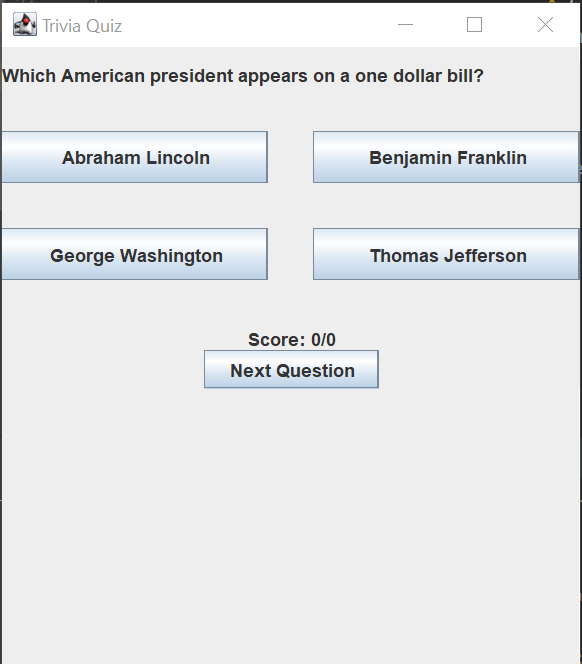 Trivia Quiz
Which American president appears on a one dollar bill?
Abraham Lincoln
Benjamin Franklin
George Washington
Thomas Jefferson
Score: 0/0
Next Question